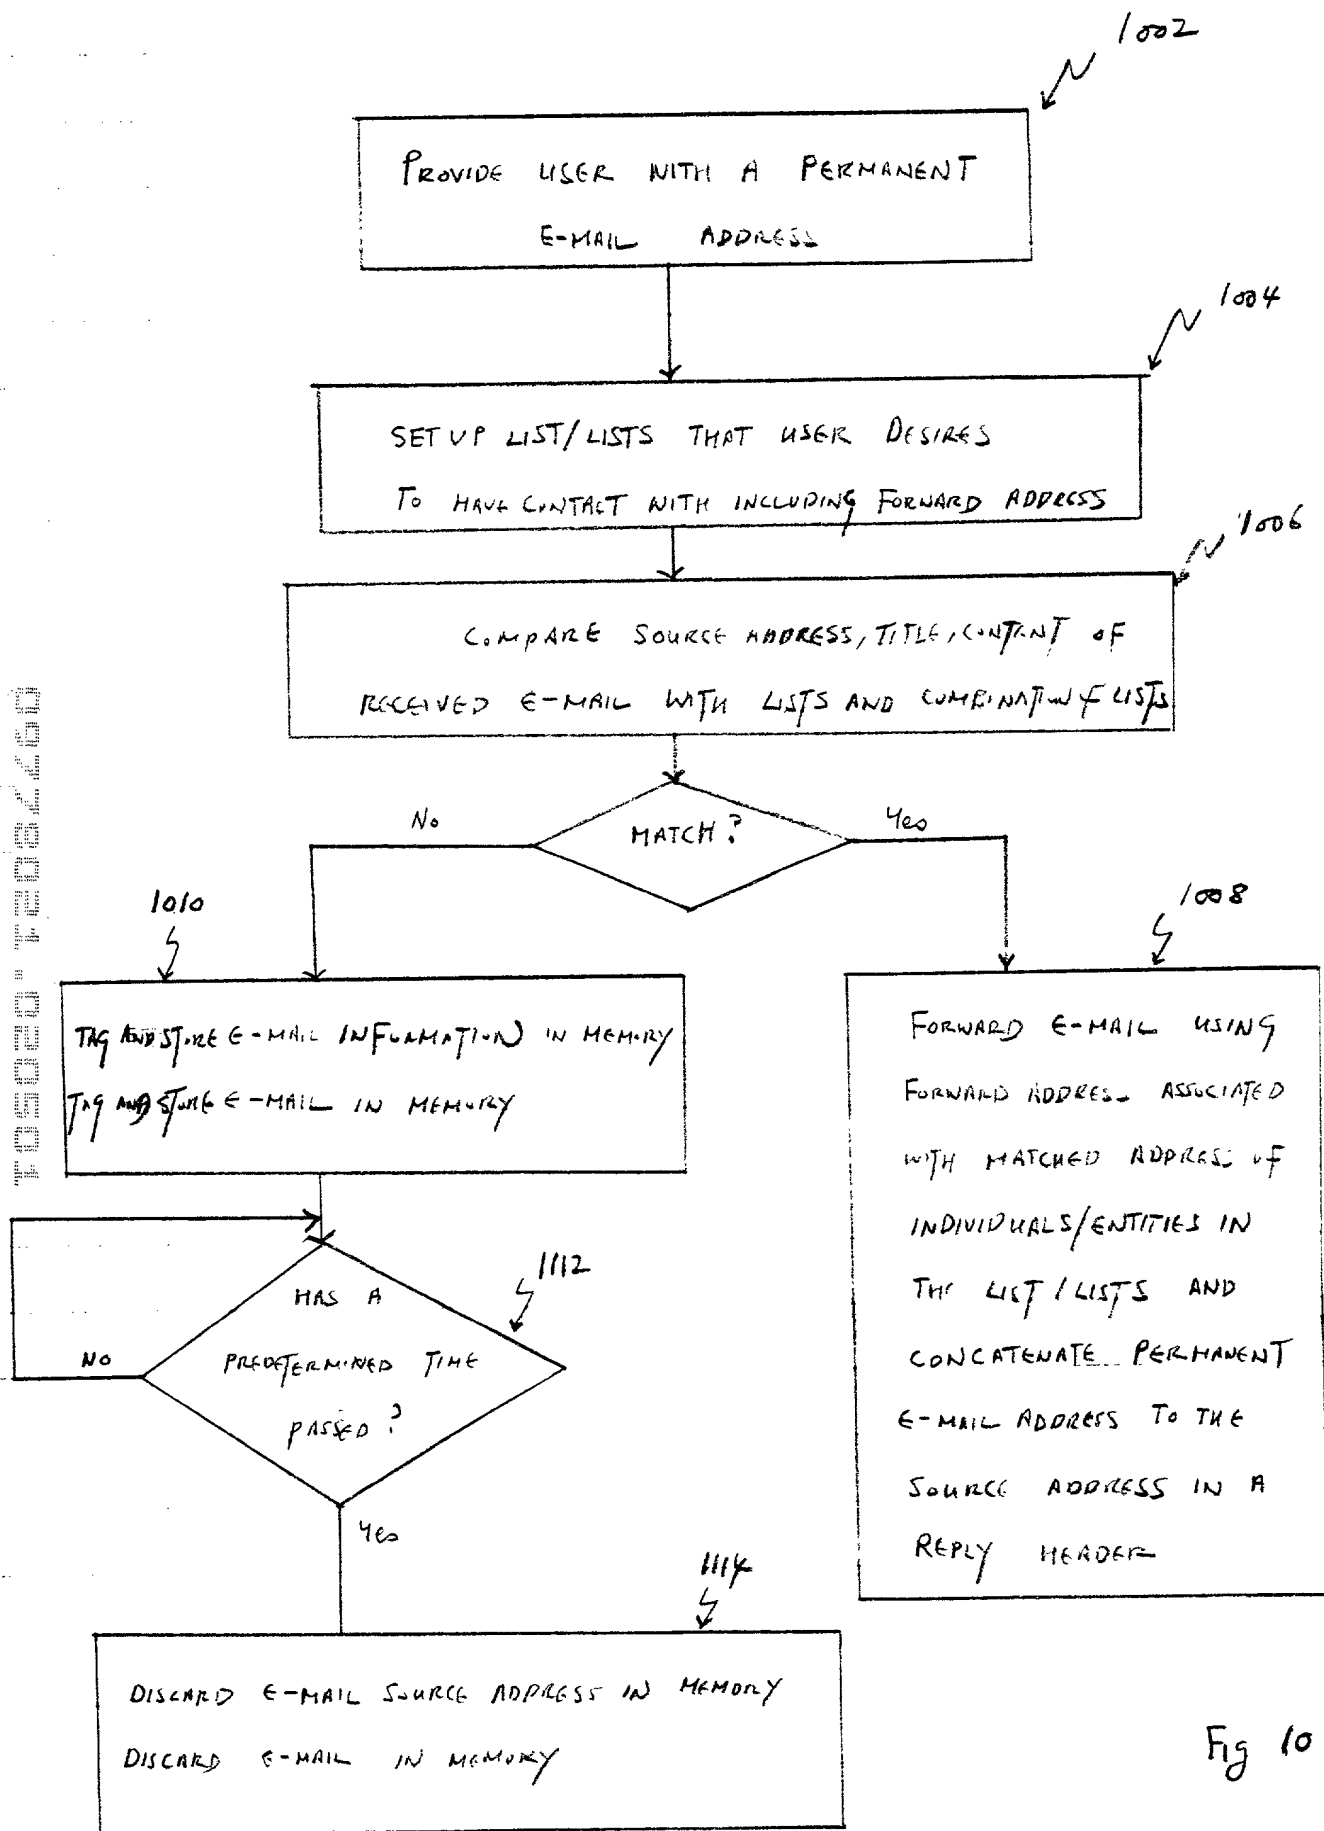 1002
PROVIDE USER WITH A PERMANENT
E-MAIL ADDRESS
1004
SET UP LIST/LISTS THAT USER DESIRES
TO HAVE CONTACT WITH INCLUDING FORWARD ADDRESS
1006
COMPARE SOURCE ADDRESS, TITLE, CONTENT OF
RECEIVED E-MAIL WITH LISTS AND COMBINATION OF LISTS
MATCH?
No
Yes
1010
1008
TAG AND STORE E-MAIL INFORMATION IN MEMORY
TAG AND STORE E-MAIL IN MEMORY
FORWARD E-MAIL USING
FORWARD ADDRESS ASSOCIATED
WITH MATCHED ADDRESS OF
INDIVIDUALS/ENTITIES IN
THE LIST/LISTS AND
CONCATENATE PERMANENT
E-MAIL ADDRESS TO THE
SOURCE ADDRESS IN A
REPLY HEADER
1112
HAS A
PREDETERMINED TIME
PASSED?
NO
Yes
1114
DISCARD E-MAIL SOURCE ADDRESS IN MEMORY
DISCARD E-MAIL IN MEMORY
Fig 10